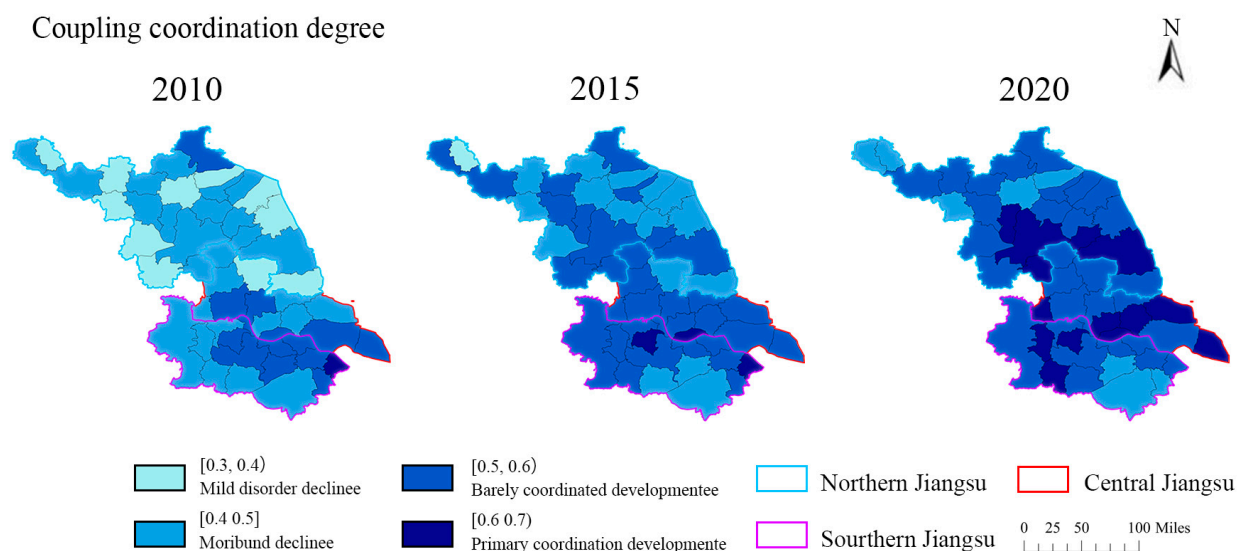 Coupling coordination degree
N
2010
2015
2020
[0.3, 0.4)
Mild disorder declinee
[0.5, 0.6)
Barely coordinated developmentee
Northern Jiangsu
Central Jiangsu
[0.4 0.5]
Moribund declinee
[0.6 0.7)
Primary coordination developmente
Sourthern Jiangsu
0 25 50 100 Miles